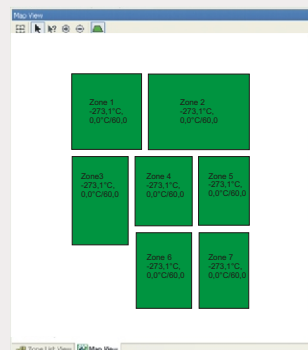 Map View
Zone 1
-273,1°C,
0,0°C/60,0
Zone 2
-273,1°C,
0,0°C/60,0
Zone3
-273,1°C,
0,0°C/60,0
Zone 4
-273,1°C,
0,0°C/60,0
Zone 5
-273,1°C,
0,0°C/60,0
Zone 6
-273,1°C,
0,0°C/60,0
Zone 7
-273,1°C,
0,0°C/60,0
Zone List View Map View